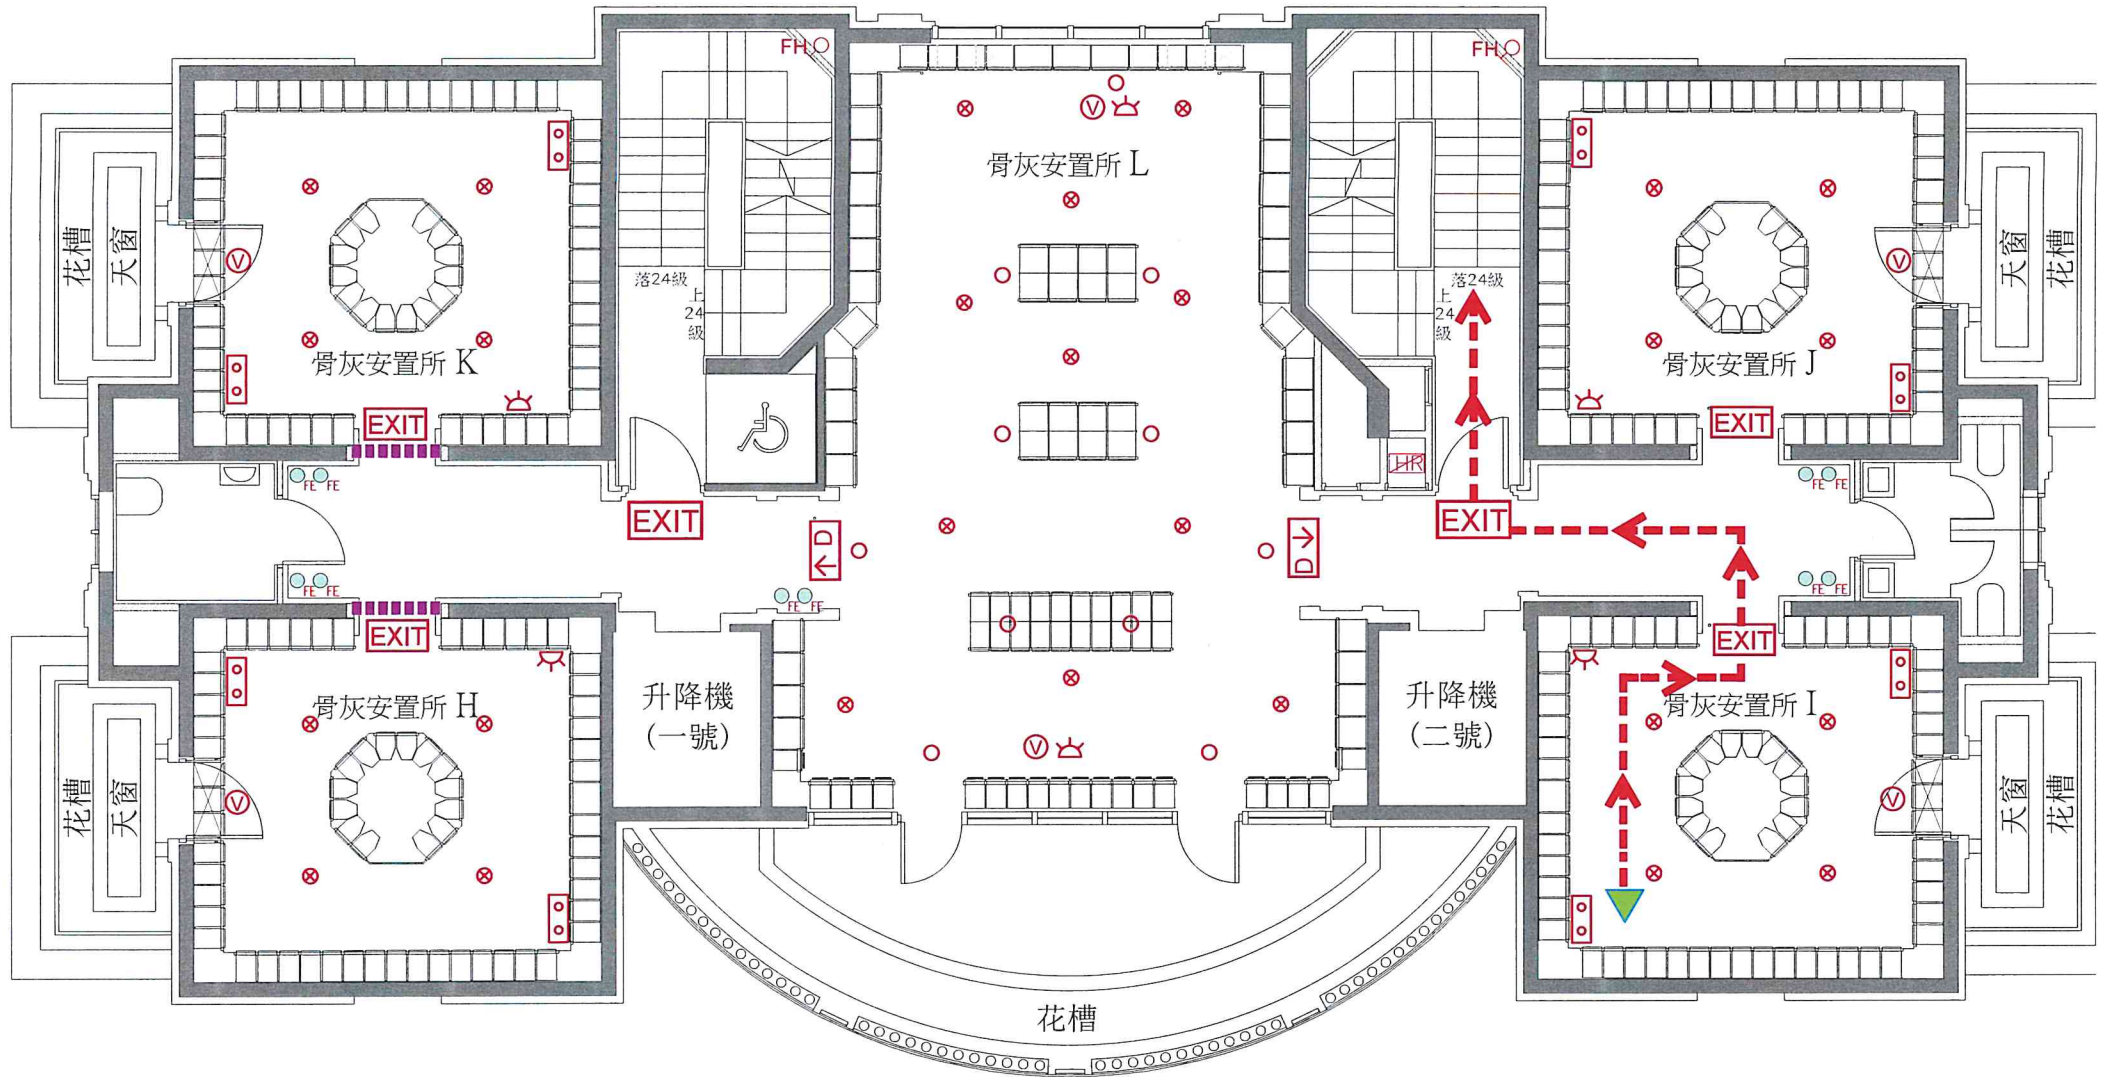 FH
FH
骨灰安置所 L
花槽
天窗
V
V
V
天窗
花槽
落24級
上
24
級
落24級
上
24
級
骨灰安置所 K
骨灰安置所 J
EXIT
EXIT
HR
FE FE
FE FE
EXIT
←D
D→
EXIT
FE FE
FE FE
FE FE
EXIT
EXIT
骨灰安置所 H
升降機
(一號)
升降機
(二號)
骨灰安置所 I
花槽
天窗
V
V
V
天窗
花槽
花槽